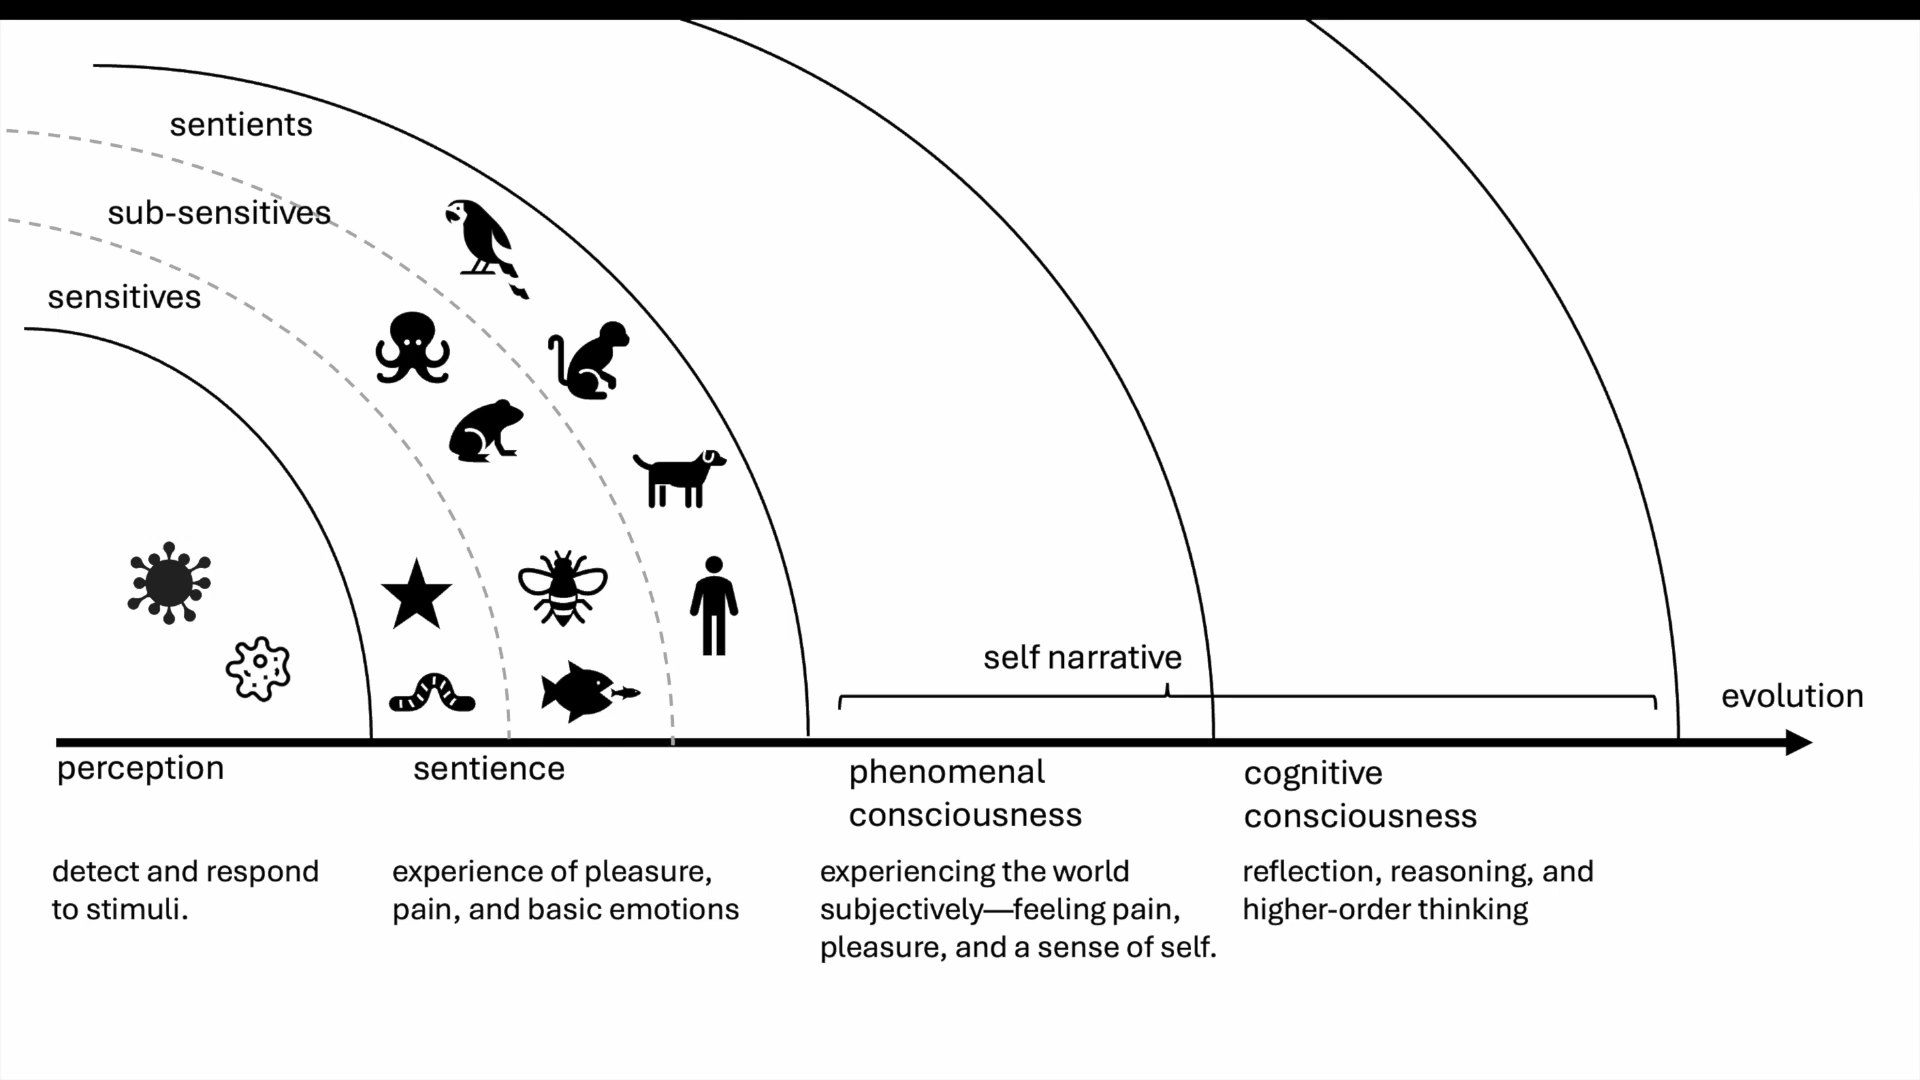 sentients
sub-sensitives
sensitives
self narrative
evolution
perception
sentience
phenomenal
consciousness
cognitive
consciousness
detect and respond
to stimuli.
experience of pleasure,
pain, and basic emotions
experiencing the world
subjectively—feeling pain,
pleasure, and a sense of self.
reflection, reasoning, and
higher-order thinking